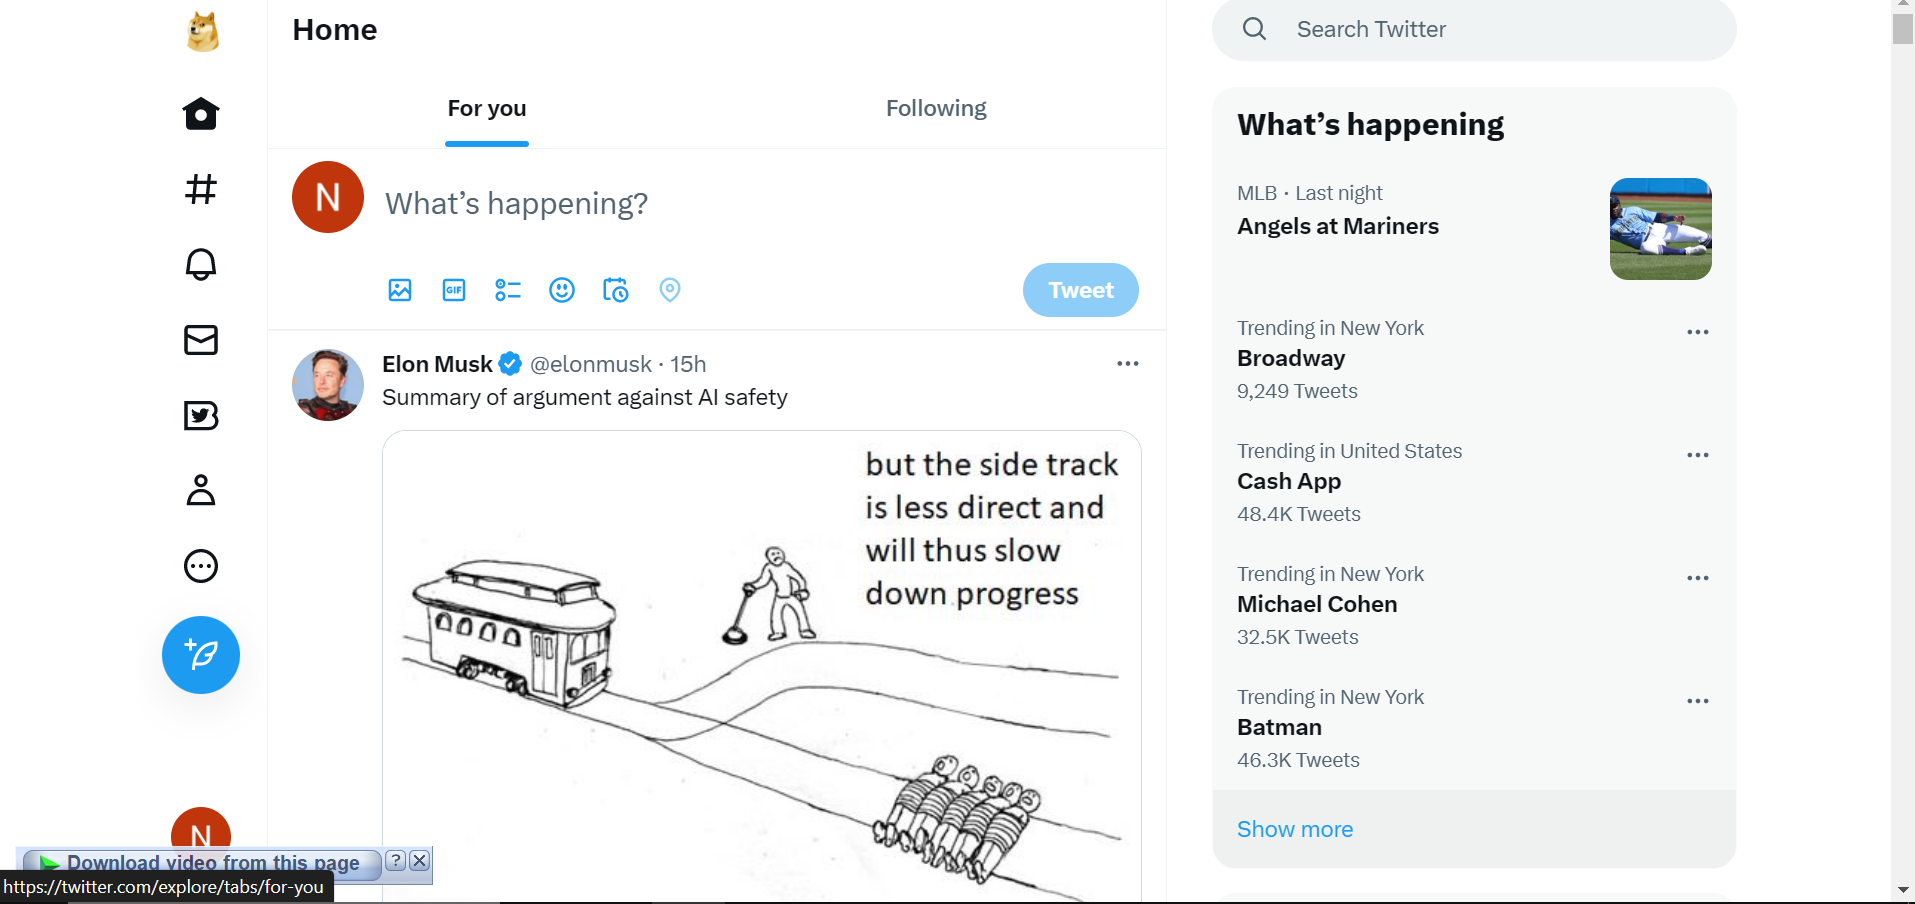 Home
For you
Following
N
What's happening?
GIF
Tweet
Elon Musk @elonmusk · 15h
Summary of argument against AI safety
but the side track
is less direct and
will thus slow
down progress
Search Twitter
What's happening
MLB · Last night
Angels at Mariners
Trending in New York
Broadway
9,249 Tweets
Trending in United States
Cash App
48.4K Tweets
Trending in New York
Michael Cohen
32.5K Tweets
Trending in New York
Batman
46.3K Tweets
Show more
N
Download video from this page ?
https://twitter.com/explore/tabs/for-you